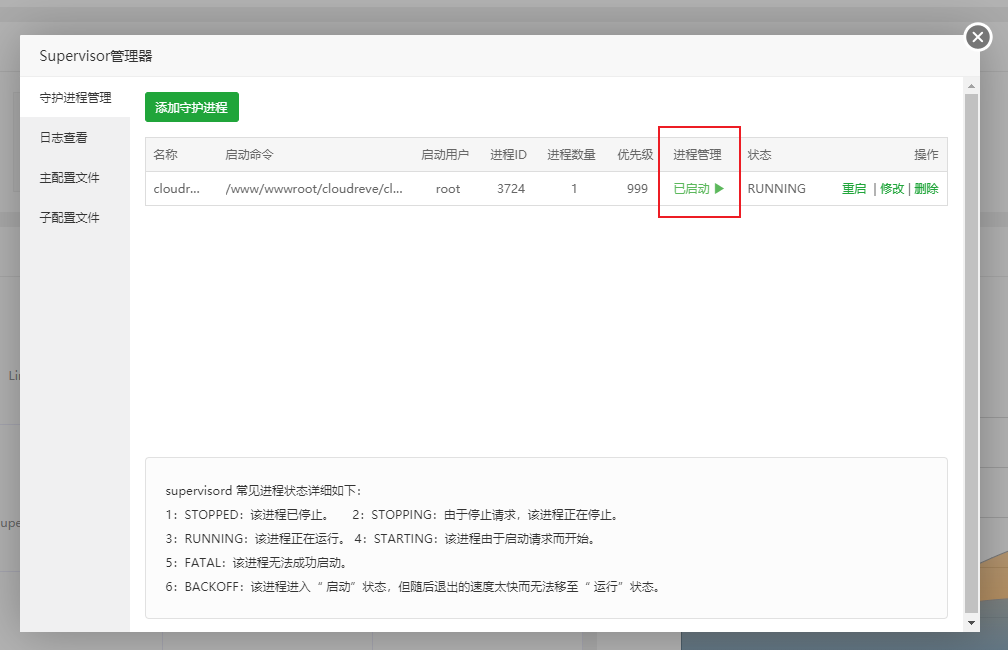 Supervisor管理器
守护进程管理
日志查看
主配置文件
子配置文件
添加守护进程
名称 启动命令 启动用户 进程ID 进程数量 优先级 进程管理 状态 操作
cloudr... /www/wwwroot/cloudreve/cl... root 3724 1 999 已启动 RUNNING 重启 | 修改 | 删除
supervisord 常见进程状态详细如下：
1：STOPPED：该进程已停止。 2：STOPPING：由于停止请求，该进程正在停止。
3：RUNNING：该进程正在运行。 4：STARTING：该进程由于启动请求而开始。
5：FATAL：该进程无法成功启动。
6：BACKOFF：该进程进入“ 启动”状态，但随后退出的速度太快而无法移至“ 运行”状态。